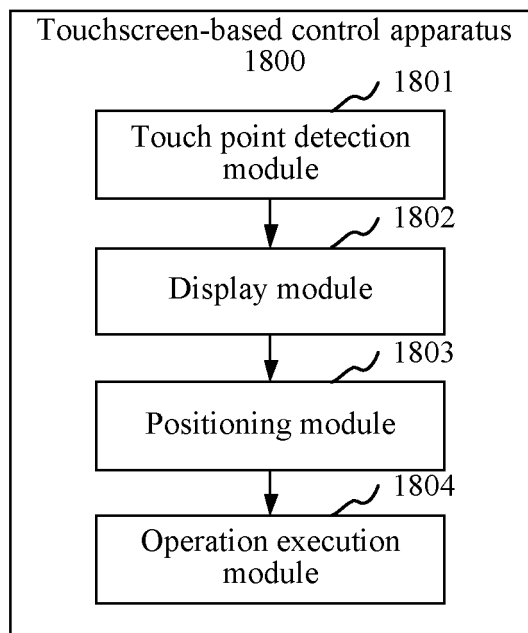 Touchscreen-based control apparatus
1800
1801
Touch point detection
module
1802
Display module
1803
Positioning module
1804
Operation execution
module